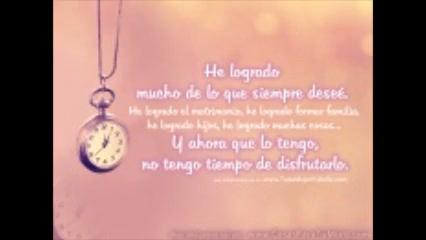 He logrado
mucho de lo que siempre deseé.
He logrado el matrimonio, he logrado formar familia,
he logrado hijos, he logrado muchas cosas...
Y ahora que lo tengo,
no tengo tiempo de disfrutarlo.